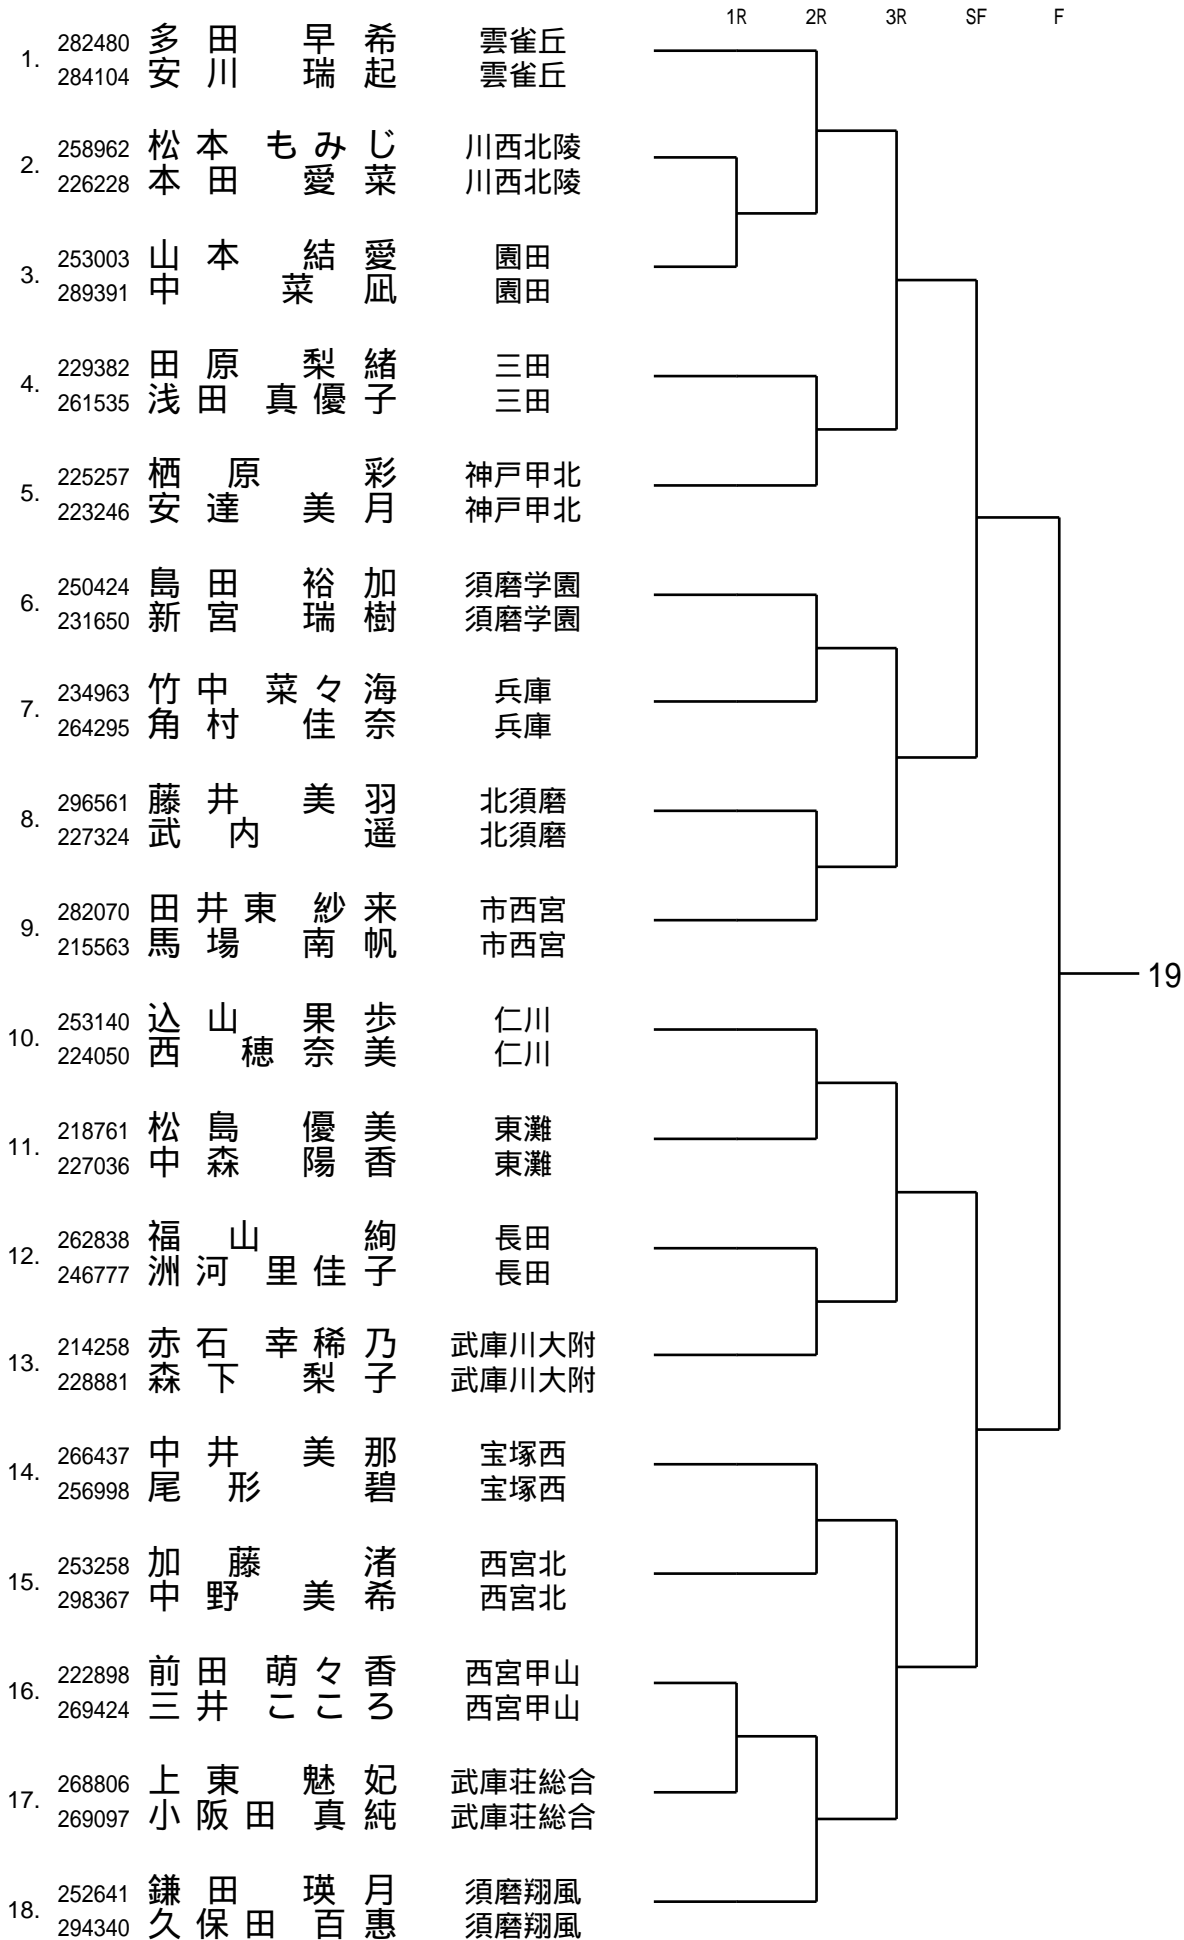 1R 2R 3R SF F
1. 282480 多田 早希 雲雀丘
284104 安川 瑞起 雲雀丘
2. 258962 松本 もみじ 川西北陵
226228 本田 愛菜 川西北陵
3. 253003 山本 結愛 園田
289391 中 菜凪 園田
4. 229382 田原 梨緒 三田
261535 浅田 真優子 三田
5. 225257 栖原 彩 神戸甲北
223246 安達 美月 神戸甲北
6. 250424 島田 裕加 須磨学園
231650 新宮 瑞樹 須磨学園
7. 234963 竹中 菜々海 兵庫
264295 角村 佳奈 兵庫
8. 296561 藤井 美羽 北須磨
227324 武内 遥 北須磨
9. 282070 田井東 紗来 市西宮
215563 馬場 南帆 市西宮
19
10. 253140 込山 果歩 仁川
224050 西 穂奈美 仁川
11. 218761 松島 優美 東灘
227036 中森 陽香 東灘
12. 262838 福山 絢 長田
246777 洲河 里佳子 長田
13. 214258 赤石 幸稀乃 武庫川大附
228881 森下 梨子 武庫川大附
14. 266437 中井 美那 宝塚西
256998 尾形 碧 宝塚西
15. 253258 加藤 渚 西宮北
298367 中野 美希 西宮北
16. 222898 前田 萌々香 西宮甲山
269424 三井 こころ 西宮甲山
17. 268806 上東 魅妃 武庫荘総合
269097 小阪田 真純 武庫荘総合
18. 252641 鎌田 瑛月 須磨翔風
294340 久保田 百惠 須磨翔風